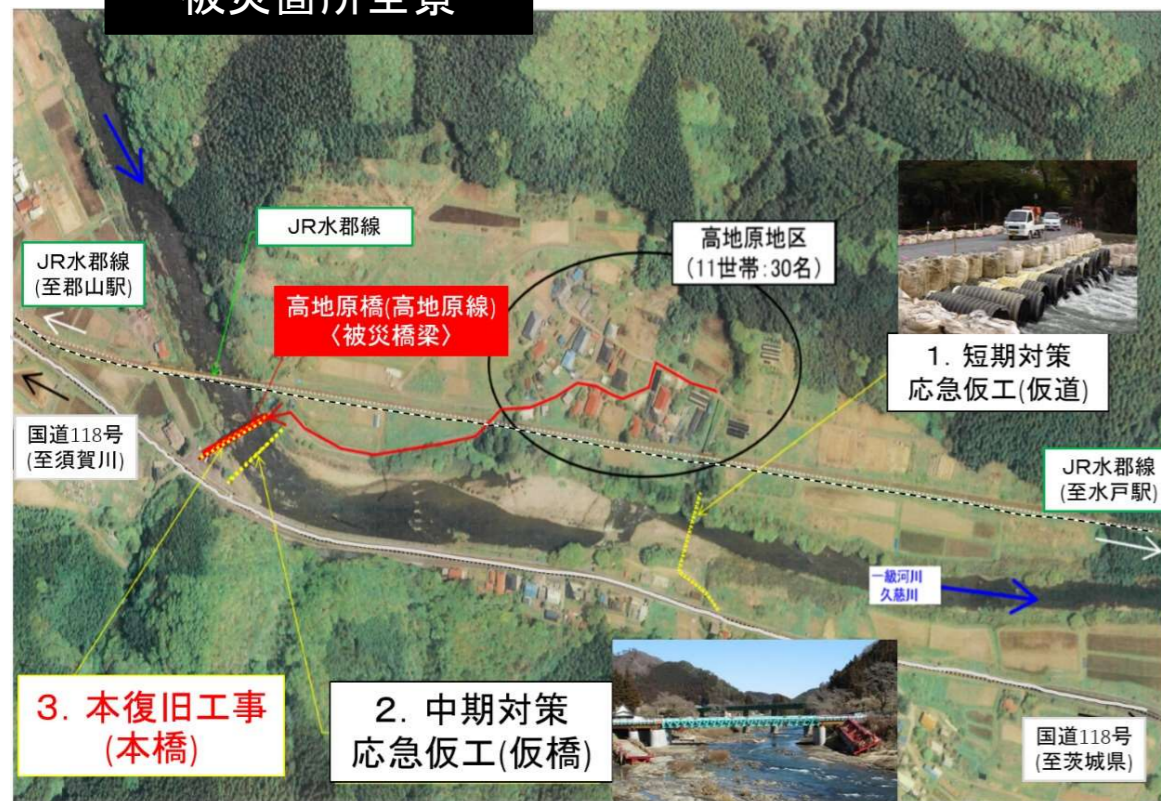 被災箇所全景
JR水郡線
JR水郡線
(至郡山駅)
高地原橋(高地原線)
〈被災橋梁〉
高地原地区
(11世帯:30名)
1. 短期対策
応急仮工(仮道)
国道118号
(至須賀川)
JR水郡線
(至水戸駅)
一級河川
久慈川
3. 本復旧工事
(本橋)
2. 中期対策
応急仮工(仮橋)
国道118号
(至茨城県)